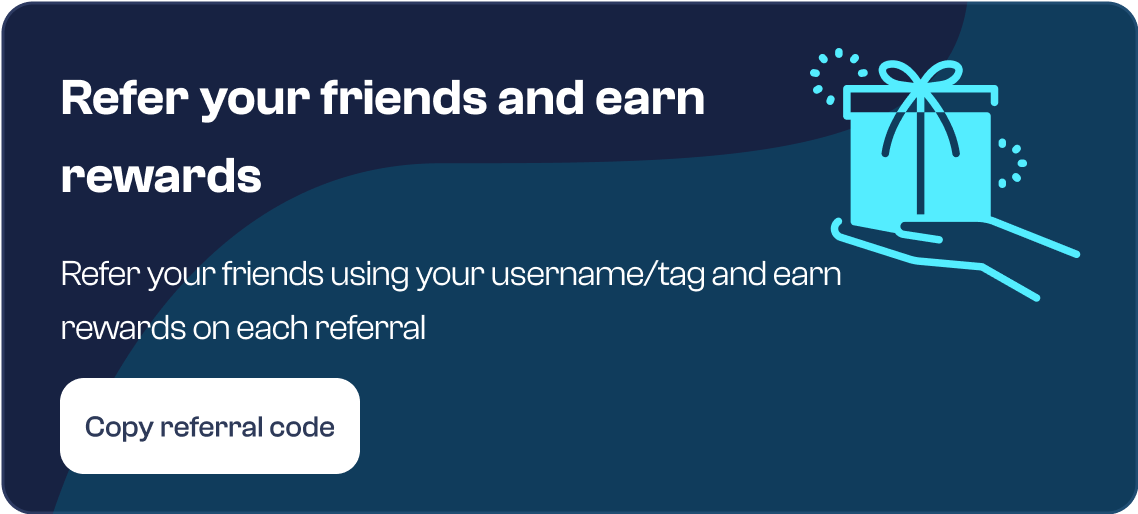 Refer your friends and earn
rewards
Refer your friends using your username/tag and earn
rewards on each referral
Copy referral code